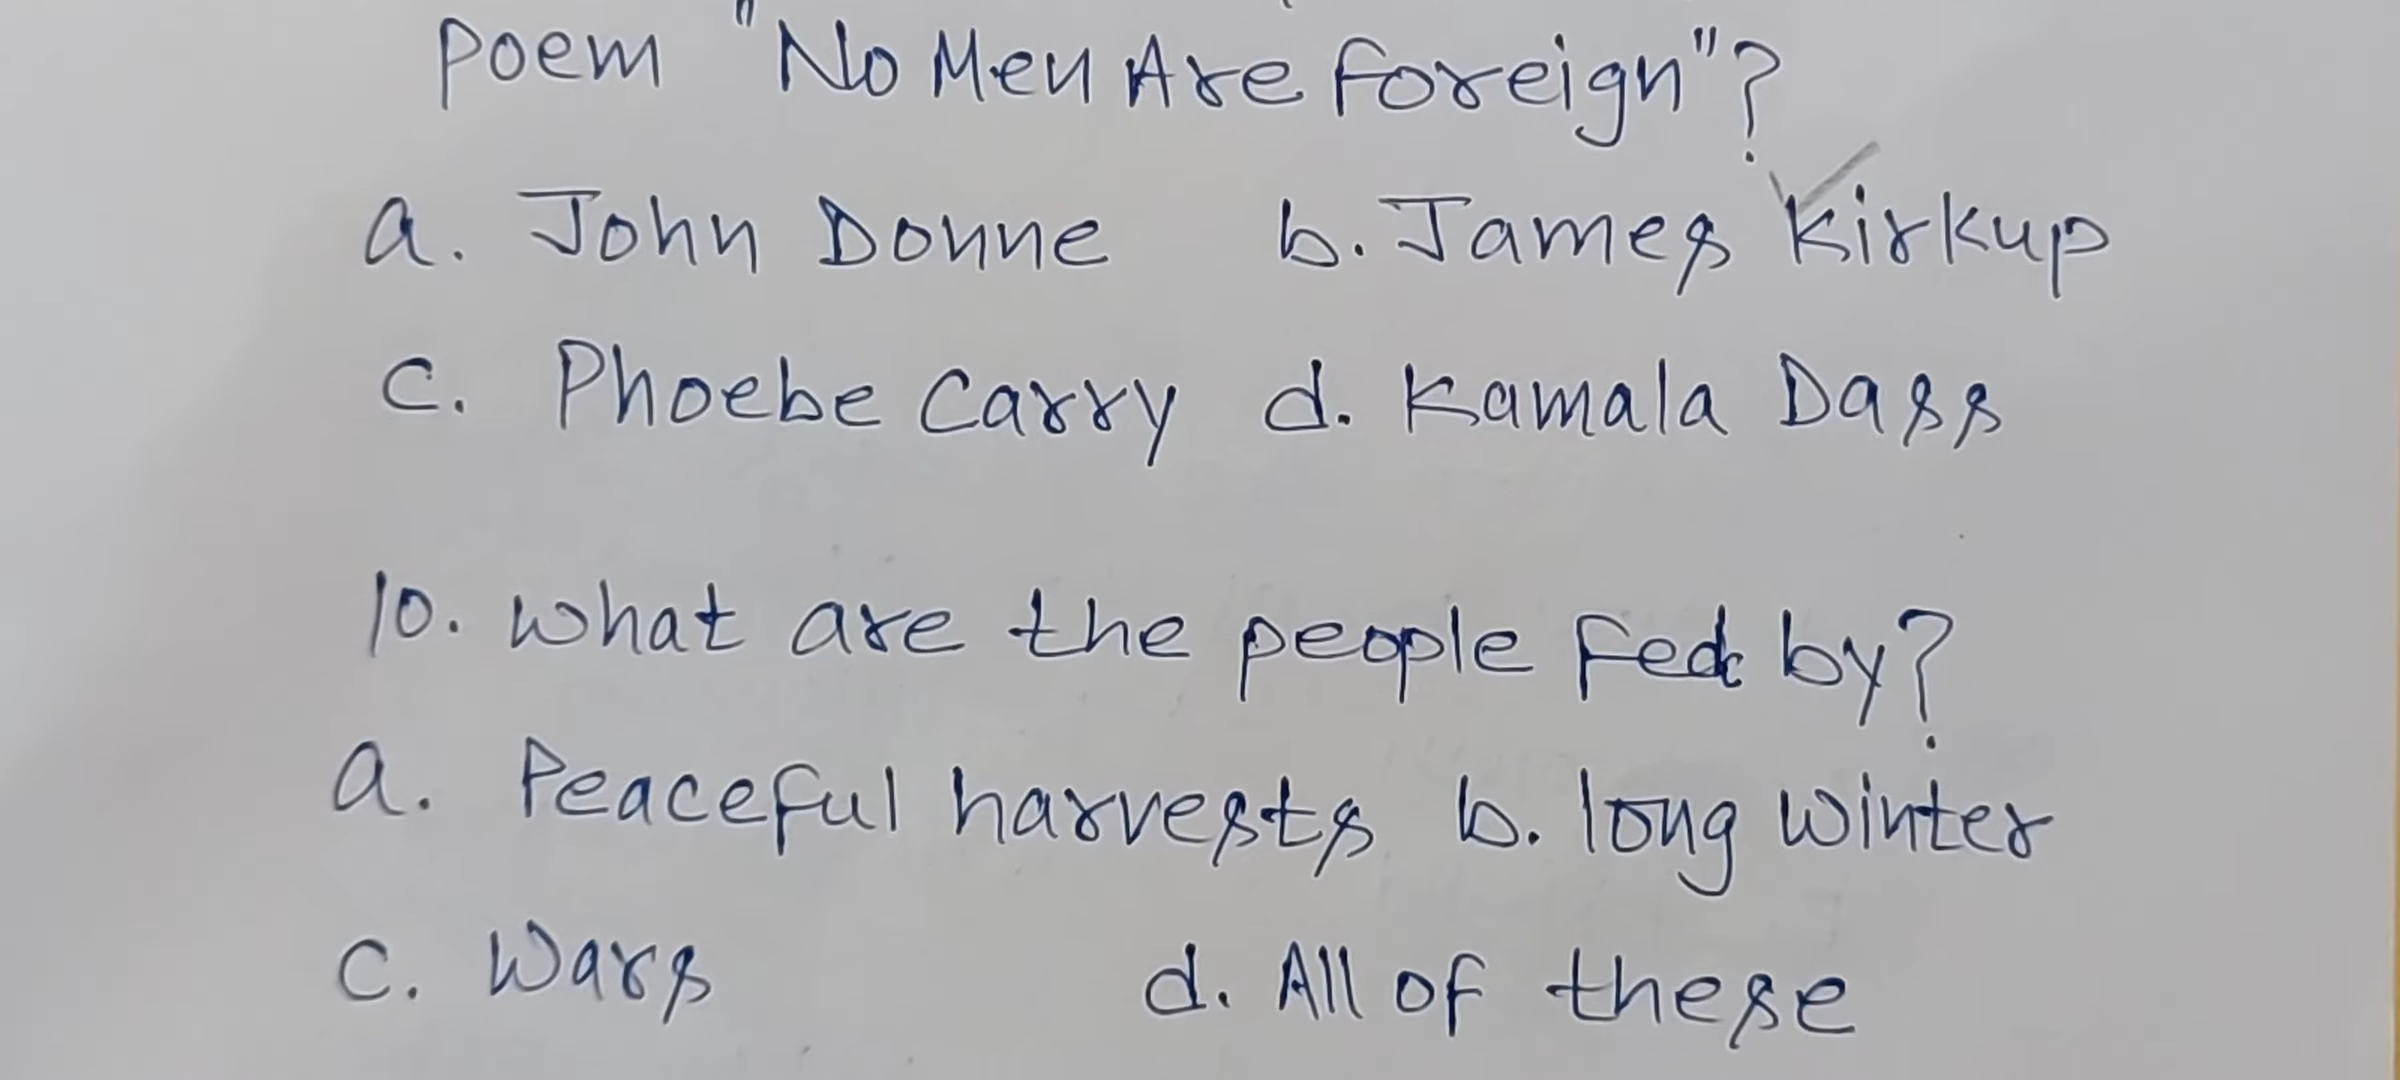 Poem "No Men Are Foreign"?
a. John Donne b. James Kirkup
c. Phoebe Carry d. Kamala Dass
10. What are the people fed by?
a. Peaceful harvests b. long winter
c. Wars d. All of these